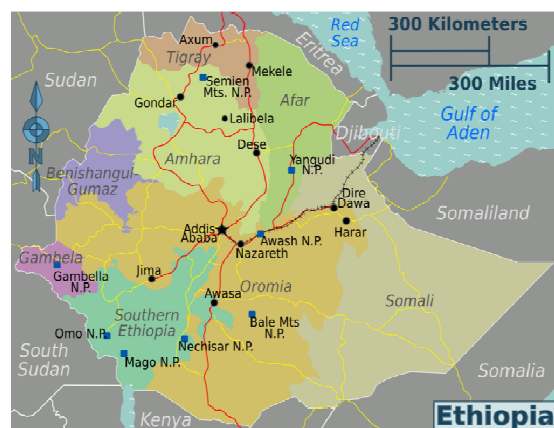 Red
Sea
300 Kilometers
300 Miles
Axum
Tigray
Eritrea
Sudan
Mekele
Semien
Mts. N.P.
Gondar
Afar
Lalibela
Gulf of
Aden
Djibouti
Dese
Amhara
Yangudi
N.P.
Benishangul-
Gumaz
Dire
Dawa
Somaliland
Addis
Ababa
Awash N.P.
Harar
Nazareth
Gambela
Gambella
N.P.
Jima
Oromia
Awasa
Somali
Southern
Ethiopia
Bale Mts
N.P.
Omo N.P.
Nechisar N.P.
South
Sudan
Mago N.P.
Somalia
Kenya
Ethiopia
N